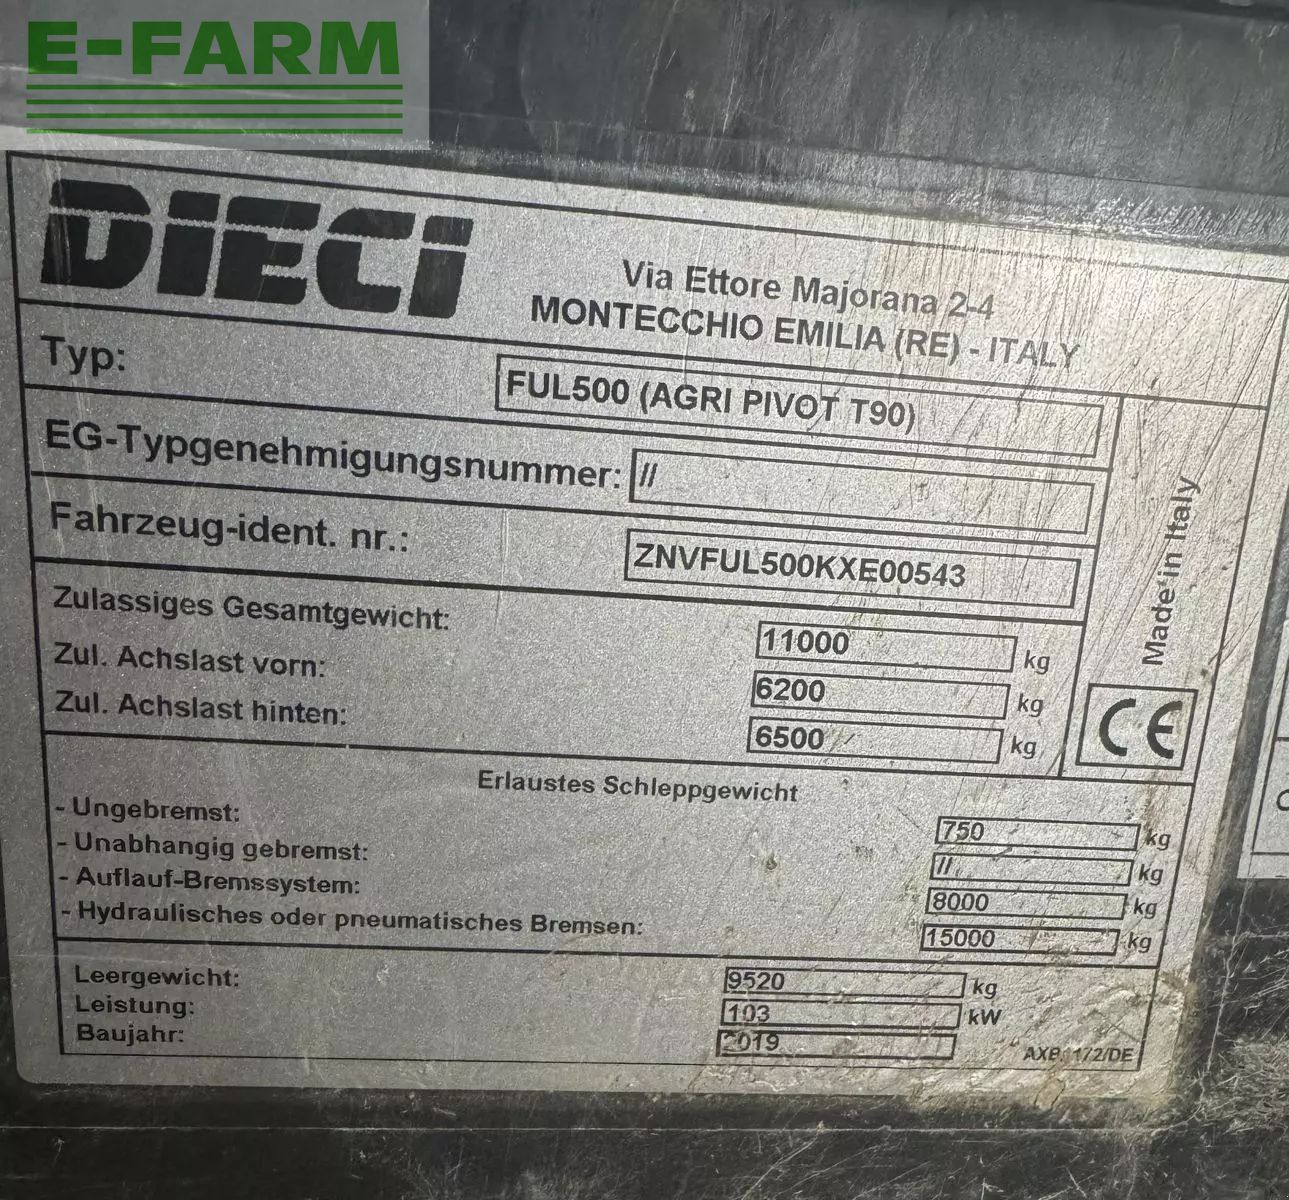 E-FARM
DIECI
Via Ettore Majorana 2-4
MONTECCHIO EMILIA (RE) - ITALY
Typ: FUL500 (AGRI PIVOT T90)
EG-Typgenehmigungsnummer: //
Fahrzeug-ident. nr.: ZNVFUL500KXE00543
Made in Italy
CE
Zulassiges Gesamtgewicht: 11000 kg
Zul. Achslast vorn: 6200 kg
Zul. Achslast hinten: 6500 kg
Erlaustes Schleppgewicht
- Ungebremst: 750 kg
- Unabhangig gebremst: // kg
- Auflauf-Bremssystem: 8000 kg
- Hydraulisches oder pneumatisches Bremsen: 15000 kg
Leergewicht: 9520 kg
Leistung: 103 kW
Baujahr: 2019